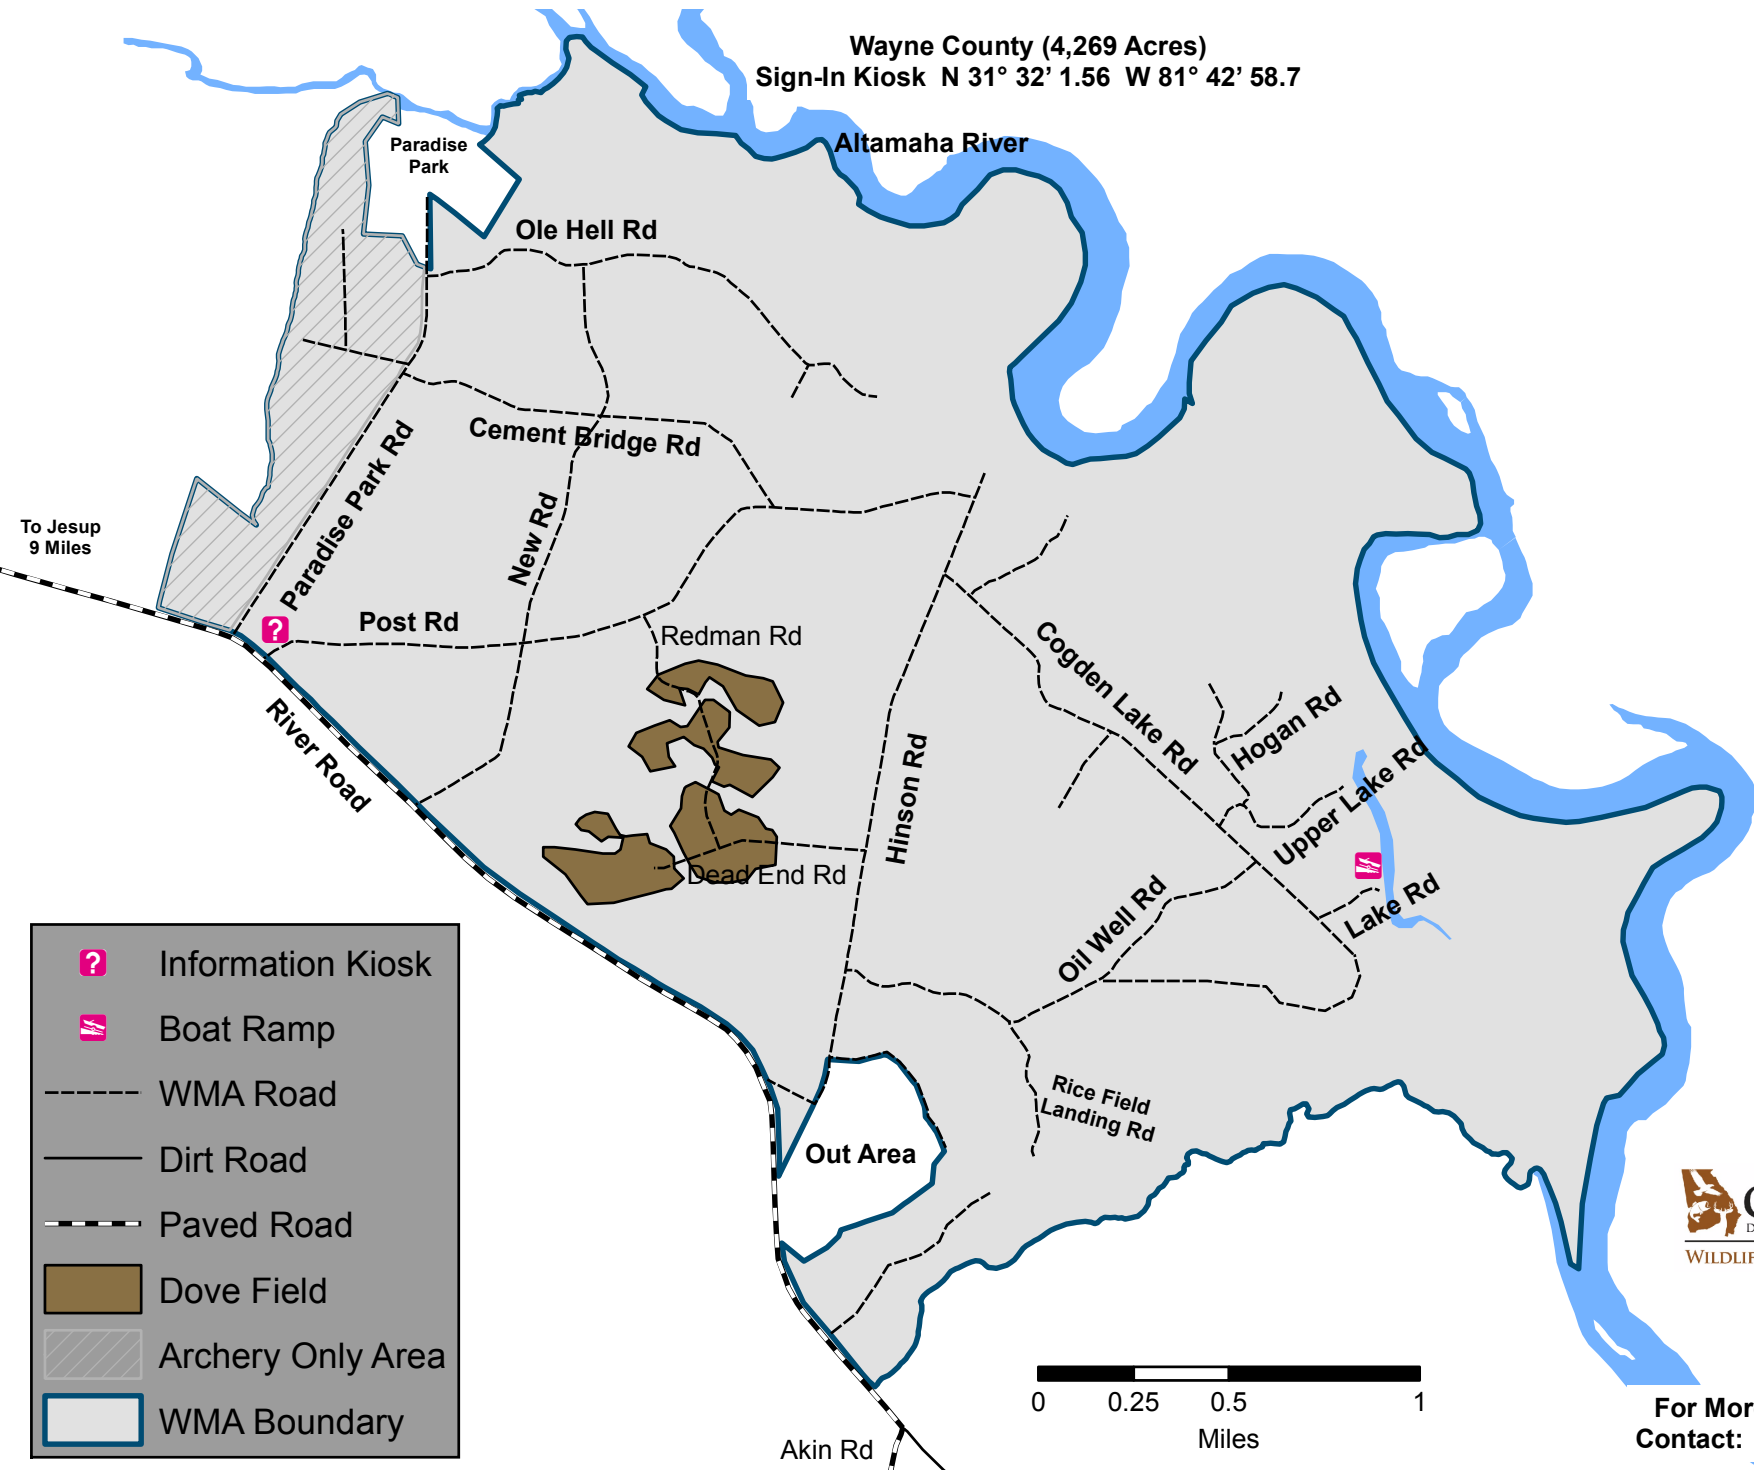 Wayne County (4,269 Acres)
Sign-In Kiosk N 31° 32’ 1.56 W 81° 42’ 58.7
Altamaha River
Paradise
Park
Ole Hell Rd
Cement Bridge Rd
Paradise Park Rd
New Rd
To Jesup
9 Miles
Post Rd
Redman Rd
River Road
Cogden Lake Rd
Hogan Rd
Hinson Rd
Upper Lake Rd
Dead End Rd
Lake Rd
Oil Well Rd
Rice Field
Landing Rd
Out Area
? Information Kiosk
Boat Ramp
WMA Road
Dirt Road
Paved Road
Dove Field
Archery Only Area
WMA Boundary
0 0.25 0.5 1
Miles
Akin Rd
?
For Mor
Contact: